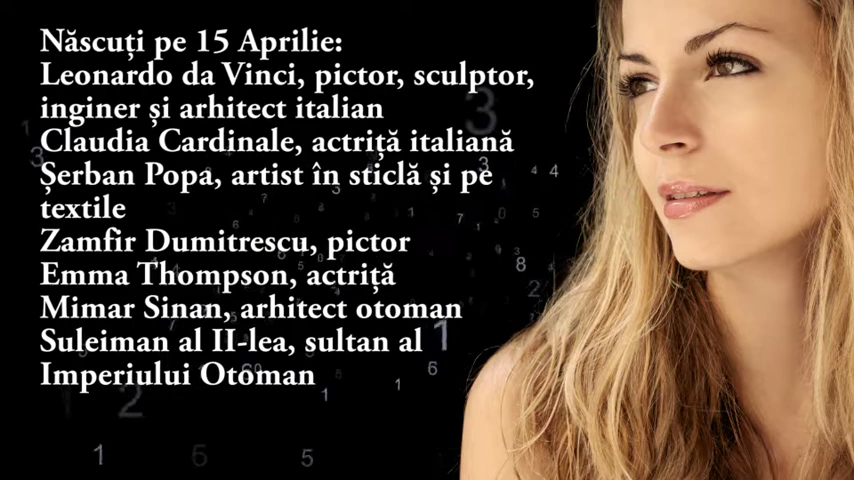 Născuți pe 15 Aprilie:
Leonardo da Vinci, pictor, sculptor,
inginer și arhitect italian
Claudia Cardinale, actriță italiană
Șerban Popa, artist în sticlă și pe
textile
Zamfir Dumitrescu, pictor
Emma Thompson, actriță
Mimar Sinan, arhitect otoman
Suleiman al II-lea, sultan al
Imperiului Otoman